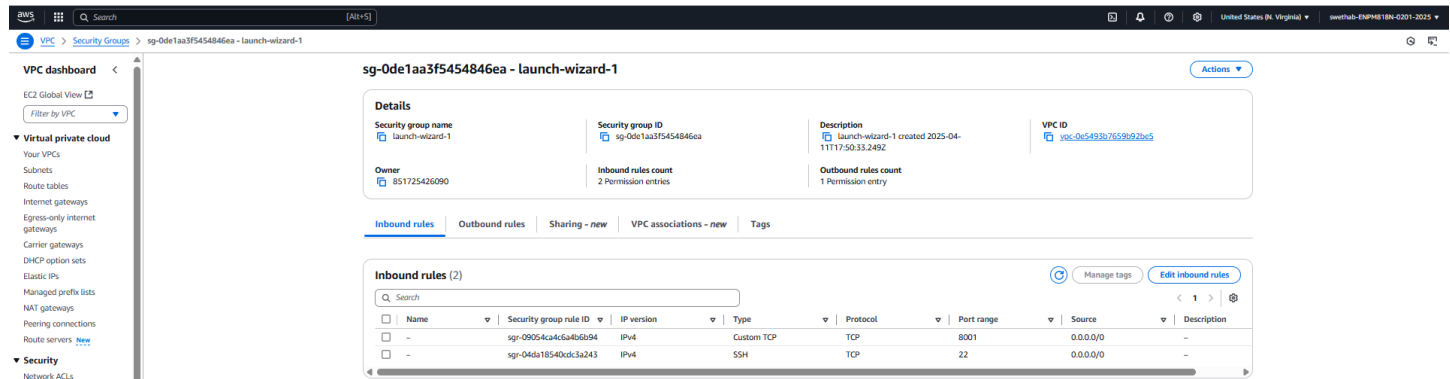 aws
Search [Alt+S] United States (N. Virginia) swethab-ENPM818N-0201-2025
VPC > Security Groups > sg-0de1aa3f5454846ea - launch-wizard-1
VPC dashboard
EC2 Global View
Filter by VPC
Virtual private cloud
Your VPCs
Subnets
Route tables
Internet gateways
Egress-only internet
gateways
Carrier gateways
DHCP option sets
Elastic IPs
Managed prefix lists
NAT gateways
Peering connections
Route servers New
Security
Network ACLs
sg-0de1aa3f5454846ea - launch-wizard-1
Actions
Details
Security group name Security group ID Description VPC ID
launch-wizard-1 sg-0de1aa3f5454846ea launch-wizard-1 created 2025-04- vpc-0e5493b7659b92be5
11T17:50:33.249Z
Owner Inbound rules count Outbound rules count
851725426090 2 Permission entries 1 Permission entry
Inbound rules Outbound rules Sharing - new VPC associations - new Tags
Inbound rules (2) Manage tags Edit inbound rules
Search < 1 >
Name Security group rule ID IP version Type Protocol Port range Source Description
– sgr-09054ca4c6a4b6b94 IPv4 Custom TCP TCP 8001 0.0.0.0/0 –
– sgr-04da18540cdc3a243 IPv4 SSH TCP 22 0.0.0.0/0 –